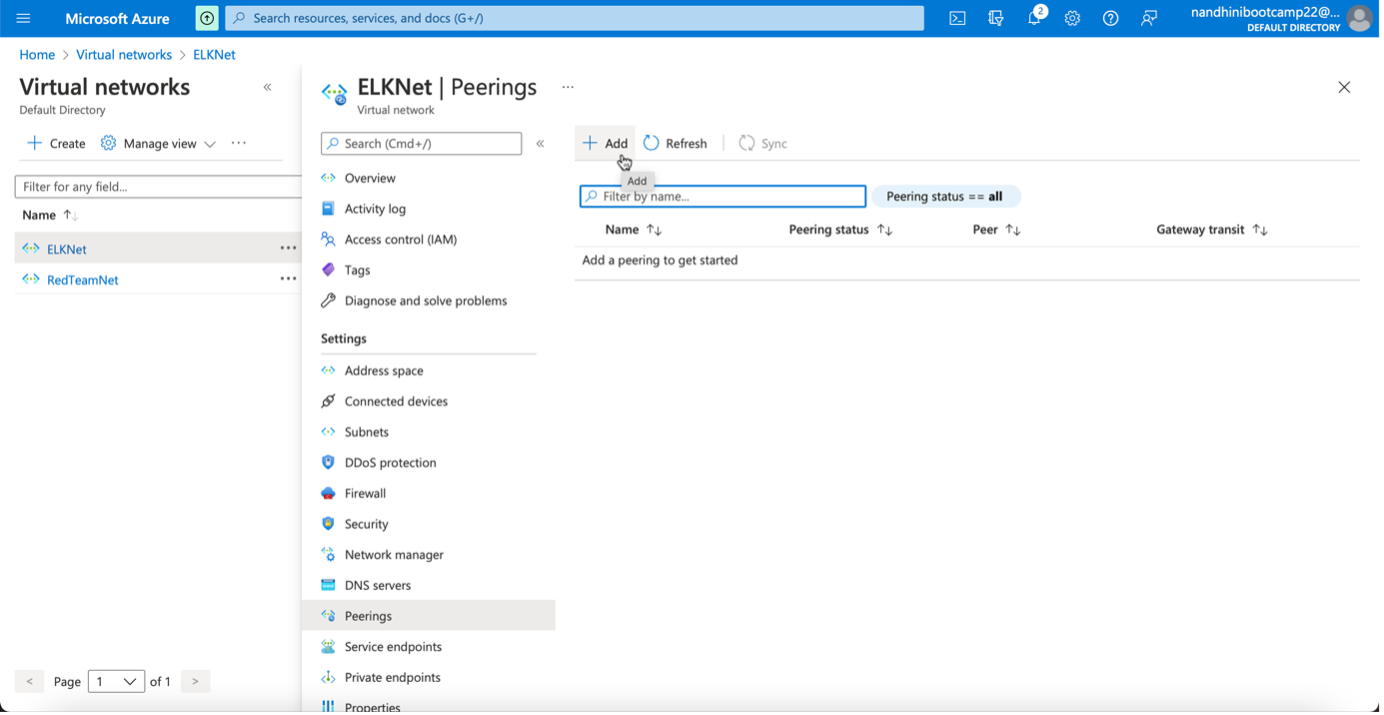 Microsoft Azure
Search resources, services, and docs (G+/)
2
nandhinibootcamp22@...
DEFAULT DIRECTORY
Home > Virtual networks > ELKNet
Virtual networks
Default Directory
Create
Manage view
Filter for any field...
Name
ELKNet
RedTeamNet
< Page 1 of 1 >
ELKNet | Peerings
Virtual network
Search (Cmd+/)
Overview
Activity log
Access control (IAM)
Tags
Diagnose and solve problems
Settings
Address space
Connected devices
Subnets
DDoS protection
Firewall
Security
Network manager
DNS servers
Peerings
Service endpoints
Private endpoints
Properties
Add
Refresh
Sync
Add
Filter by name...
Peering status == all
Name
Peering status
Peer
Gateway transit
Add a peering to get started